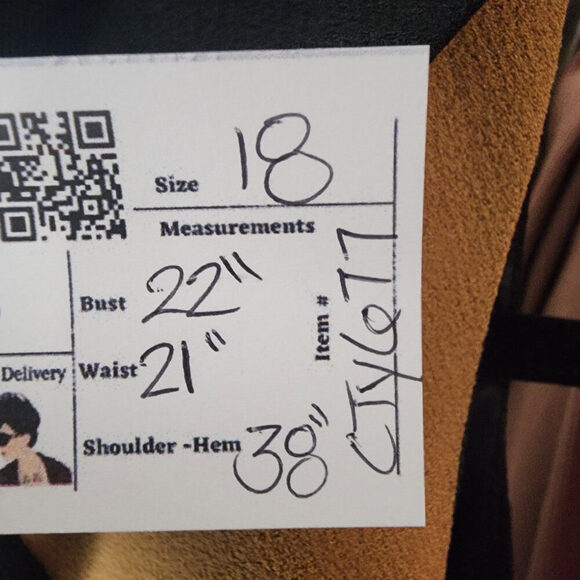 Size 18
Measurements
Bust 22"
Waist 21"
Delivery
Shoulder -Hem 38"
Item # CJY677